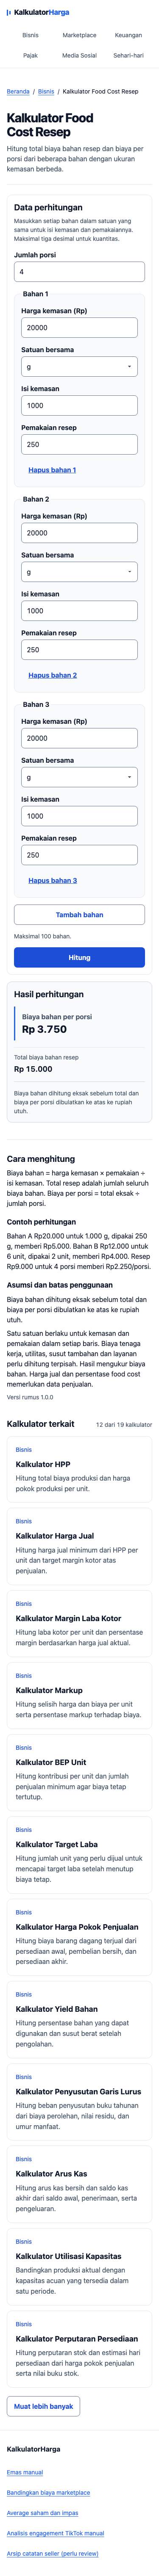 KalkulatorHarga
Bisnis
Marketplace
Keuangan
Pajak
Media Sosial
Sehari-hari
Beranda / Bisnis / Kalkulator Food Cost Resep
Kalkulator Food
Cost Resep
Hitung total biaya bahan resep dan biaya per
porsi dari beberapa bahan dengan ukuran
kemasan berbeda.
Data perhitungan
Masukkan setiap bahan dalam satuan yang
sama untuk isi kemasan dan pemakaiannya.
Maksimal tiga desimal untuk kuantitas.
Jumlah porsi
4
Bahan 1
Harga kemasan (Rp)
20000
Satuan bersama
g
Isi kemasan
1000
Pemakaian resep
250
Hapus bahan 1
Bahan 2
Harga kemasan (Rp)
20000
Satuan bersama
g
Isi kemasan
1000
Pemakaian resep
250
Hapus bahan 2
Bahan 3
Harga kemasan (Rp)
20000
Satuan bersama
g
Isi kemasan
1000
Pemakaian resep
250
Hapus bahan 3
Tambah bahan
Maksimal 100 bahan.
Hitung
Hasil perhitungan
Biaya bahan per porsi
Rp 3.750
Total biaya bahan resep
Rp 15.000
Biaya bahan dihitung eksak sebelum total dan
biaya per porsi dibulatkan ke atas ke rupiah
utuh.
Cara menghitung
Biaya bahan = harga kemasan × pemakaian ÷
isi kemasan. Total resep adalah jumlah seluruh
biaya bahan. Biaya per porsi = total eksak ÷
jumlah porsi.
Contoh perhitungan
Bahan A Rp20.000 untuk 1.000 g, dipakai 250
g, memberi Rp5.000. Bahan B Rp12.000 untuk
6 unit, dipakai 2 unit, memberi Rp4.000. Resep
Rp9.000 untuk 4 porsi memberi Rp2.250/porsi.
Asumsi dan batas penggunaan
Biaya bahan dihitung eksak sebelum total dan
biaya per porsi dibulatkan ke atas ke rupiah
utuh.
Satu satuan berlaku untuk kemasan dan
pemakaian dalam setiap baris. Biaya tenaga
kerja, utilitas, susut tambahan dan layanan
perlu dihitung terpisah. Hasil mengukur biaya
bahan. Harga jual dan persentase food cost
memerlukan data penjualan.
Versi rumus 1.0.0
Kalkulator terkait
12 dari 19 kalkulator
Bisnis
Kalkulator HPP
Hitung total biaya produksi dan harga
pokok produksi per unit.
Bisnis
Kalkulator Harga Jual
Hitung harga jual minimum dari HPP per
unit dan target margin kotor atas
penjualan.
Bisnis
Kalkulator Margin Laba Kotor
Hitung laba kotor per unit dan persentase
margin berdasarkan harga jual aktual.
Bisnis
Kalkulator Markup
Hitung selisih harga dan biaya per unit
serta persentase markup terhadap biaya.
Bisnis
Kalkulator BEP Unit
Hitung kontribusi per unit dan jumlah
penjualan minimum agar biaya tetap
tertutup.
Bisnis
Kalkulator Target Laba
Hitung jumlah unit yang perlu dijual untuk
mencapai target laba setelah menutup
biaya tetap.
Bisnis
Kalkulator Harga Pokok Penjualan
Hitung biaya barang dagang terjual dari
persediaan awal, pembelian bersih, dan
persediaan akhir.
Bisnis
Kalkulator Yield Bahan
Hitung persentase bahan yang dapat
digunakan dan susut berat setelah
pengolahan.
Bisnis
Kalkulator Penyusutan Garis Lurus
Hitung beban penyusutan buku tahunan
dari biaya perolehan, nilai residu, dan
umur manfaat.
Bisnis
Kalkulator Arus Kas
Hitung arus kas bersih dan saldo kas
akhir dari saldo awal, penerimaan, serta
pengeluaran.
Bisnis
Kalkulator Utilisasi Kapasitas
Bandingkan produksi aktual dengan
kapasitas acuan yang tersedia dalam
satu periode.
Bisnis
Kalkulator Perputaran Persediaan
Hitung perputaran stok dan estimasi hari
persediaan dari harga pokok penjualan
serta nilai buku stok.
Muat lebih banyak
KalkulatorHarga
Emas manual
Bandingkan biaya marketplace
Average saham dan impas
Analisis engagement TikTok manual
Arsip catatan seller (perlu review)